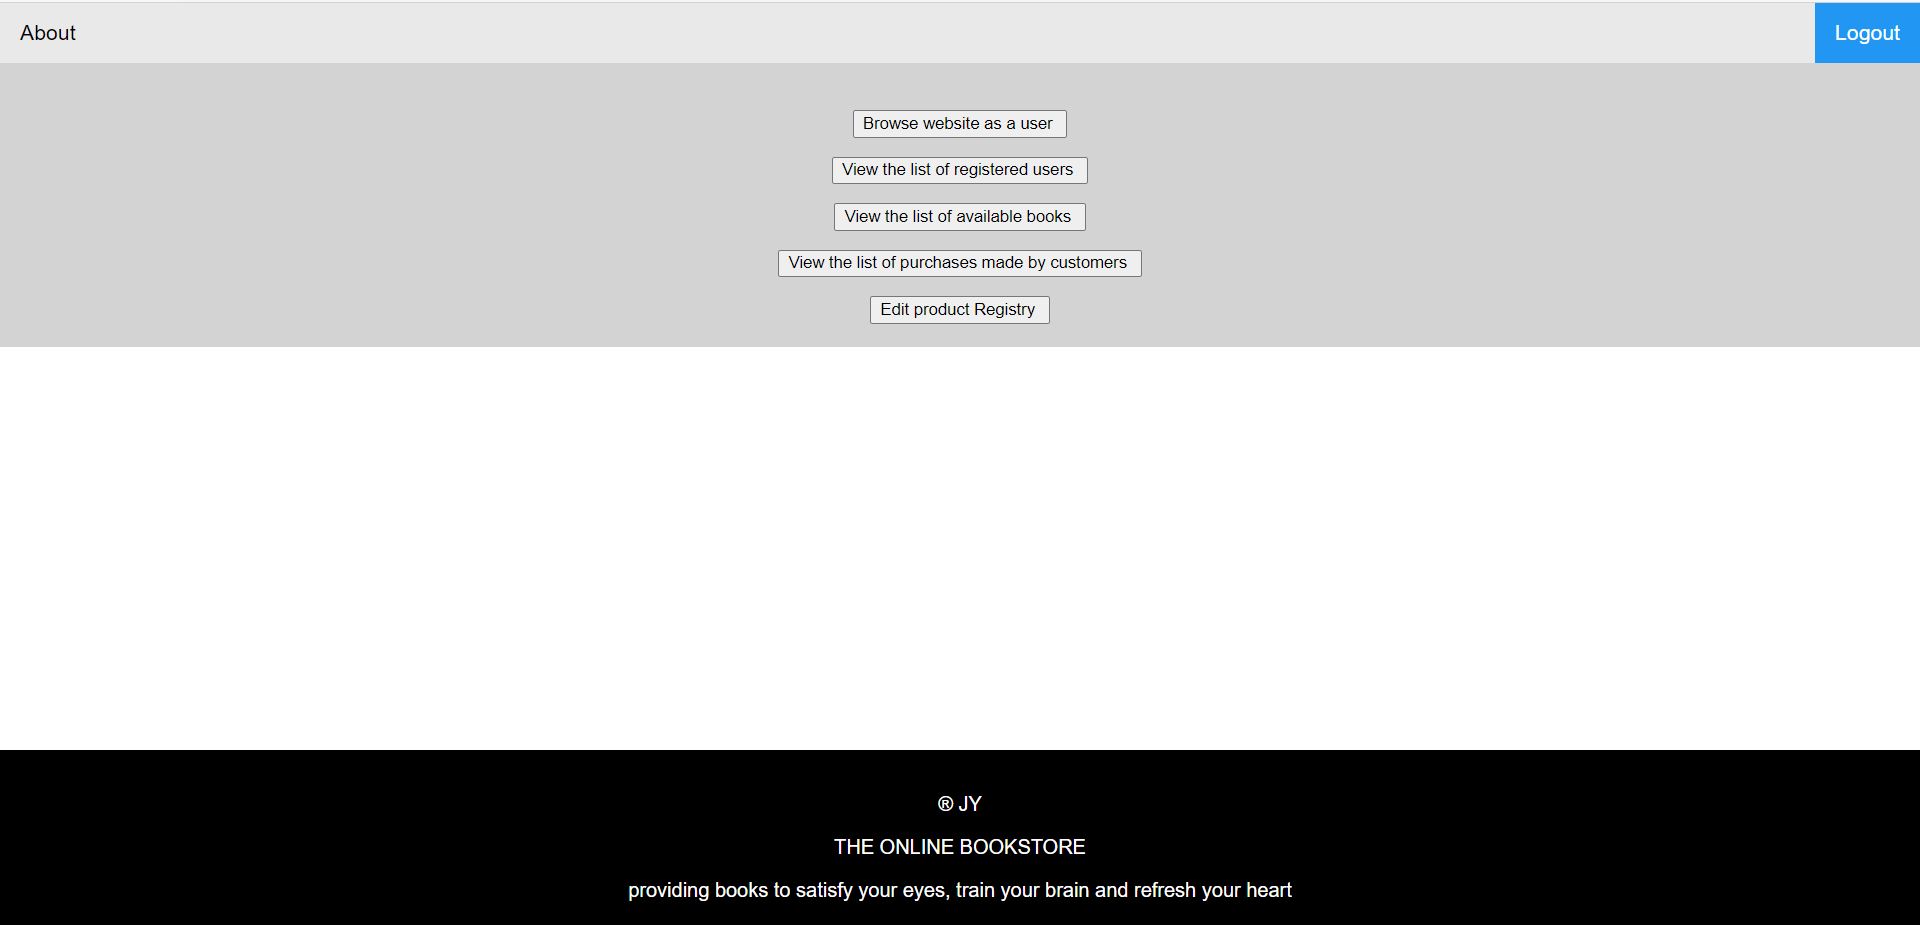 About
Logout
Browse website as a user
View the list of registered users
View the list of available books
View the list of purchases made by customers
Edit product Registry
® JY
THE ONLINE BOOKSTORE
providing books to satisfy your eyes, train your brain and refresh your heart